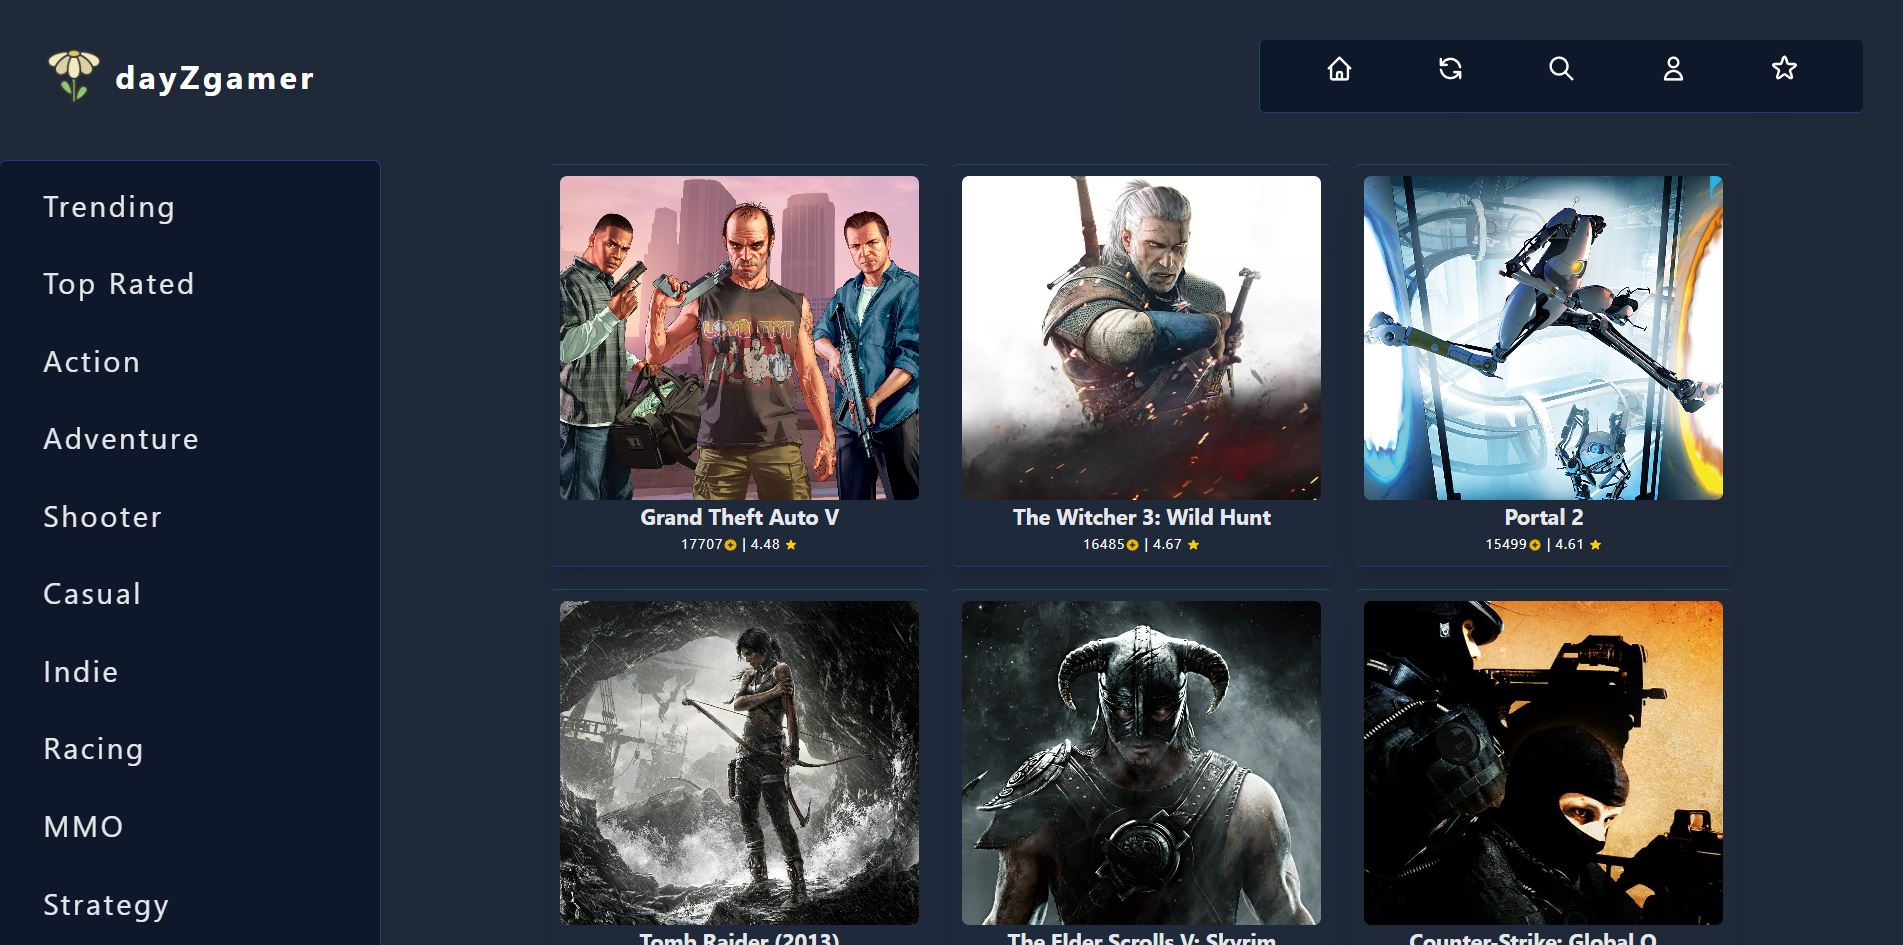 dayZgamer
Trending
Top Rated
Action
Adventure
Shooter
Casual
Indie
Racing
MMO
Strategy
Grand Theft Auto V
17707 | 4.48
The Witcher 3: Wild Hunt
16485 | 4.67
Portal 2
15499 | 4.61
Tomb Raider (2013)
The Elder Scrolls V: Skyrim
Counter-Strike: Global O